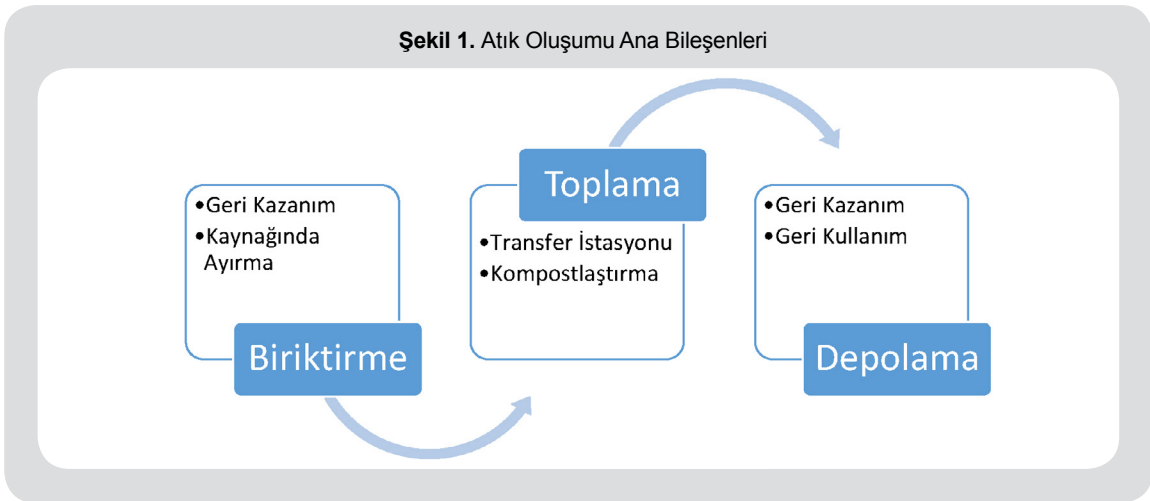 Şekil 1. Atık Oluşumu Ana Bileşenleri
•Geri Kazanım
•Kaynağında
Ayırma
Biriktirme
Toplama
•Transfer İstasyonu
•Kompostlaştırma
•Geri Kazanım
•Geri Kullanım
Depolama